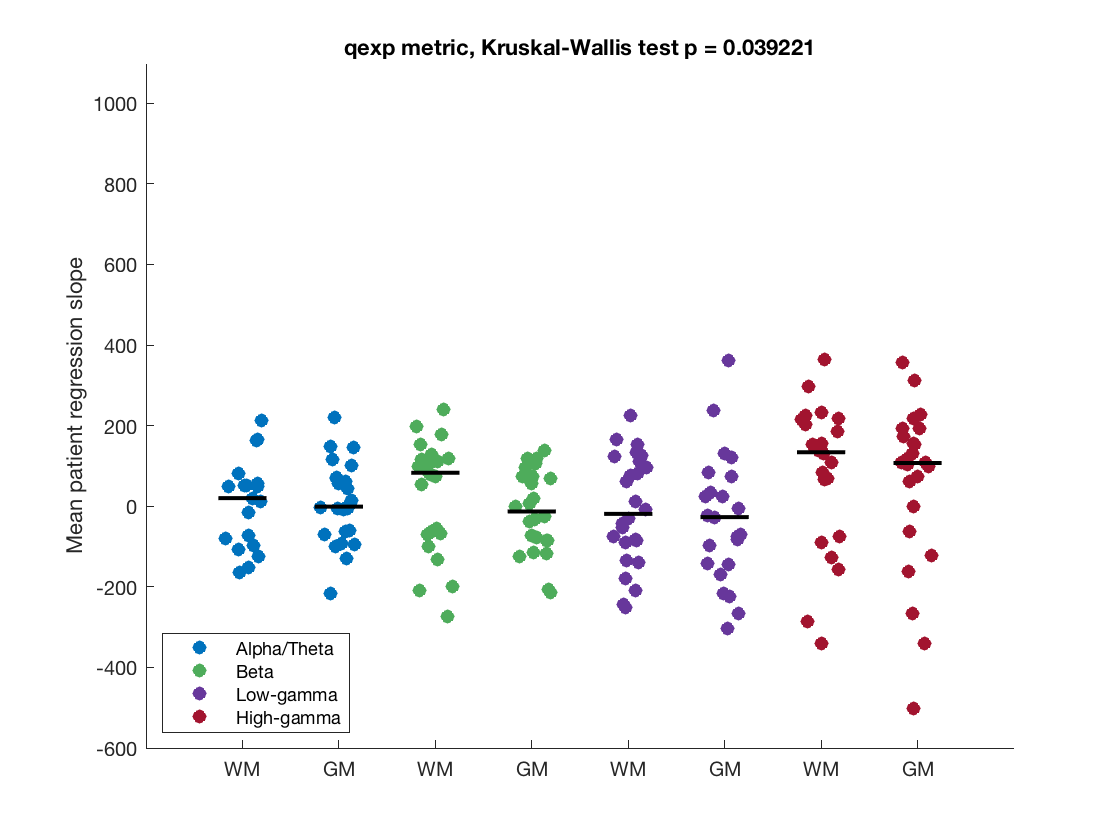 qexp metric, Kruskal-Wallis test p = 0.039221
Mean patient regression slope
1000
800
600
400
200
0
-200
-400
-600
Alpha/Theta
Beta
Low-gamma
High-gamma
WM GM WM GM WM GM WM GM